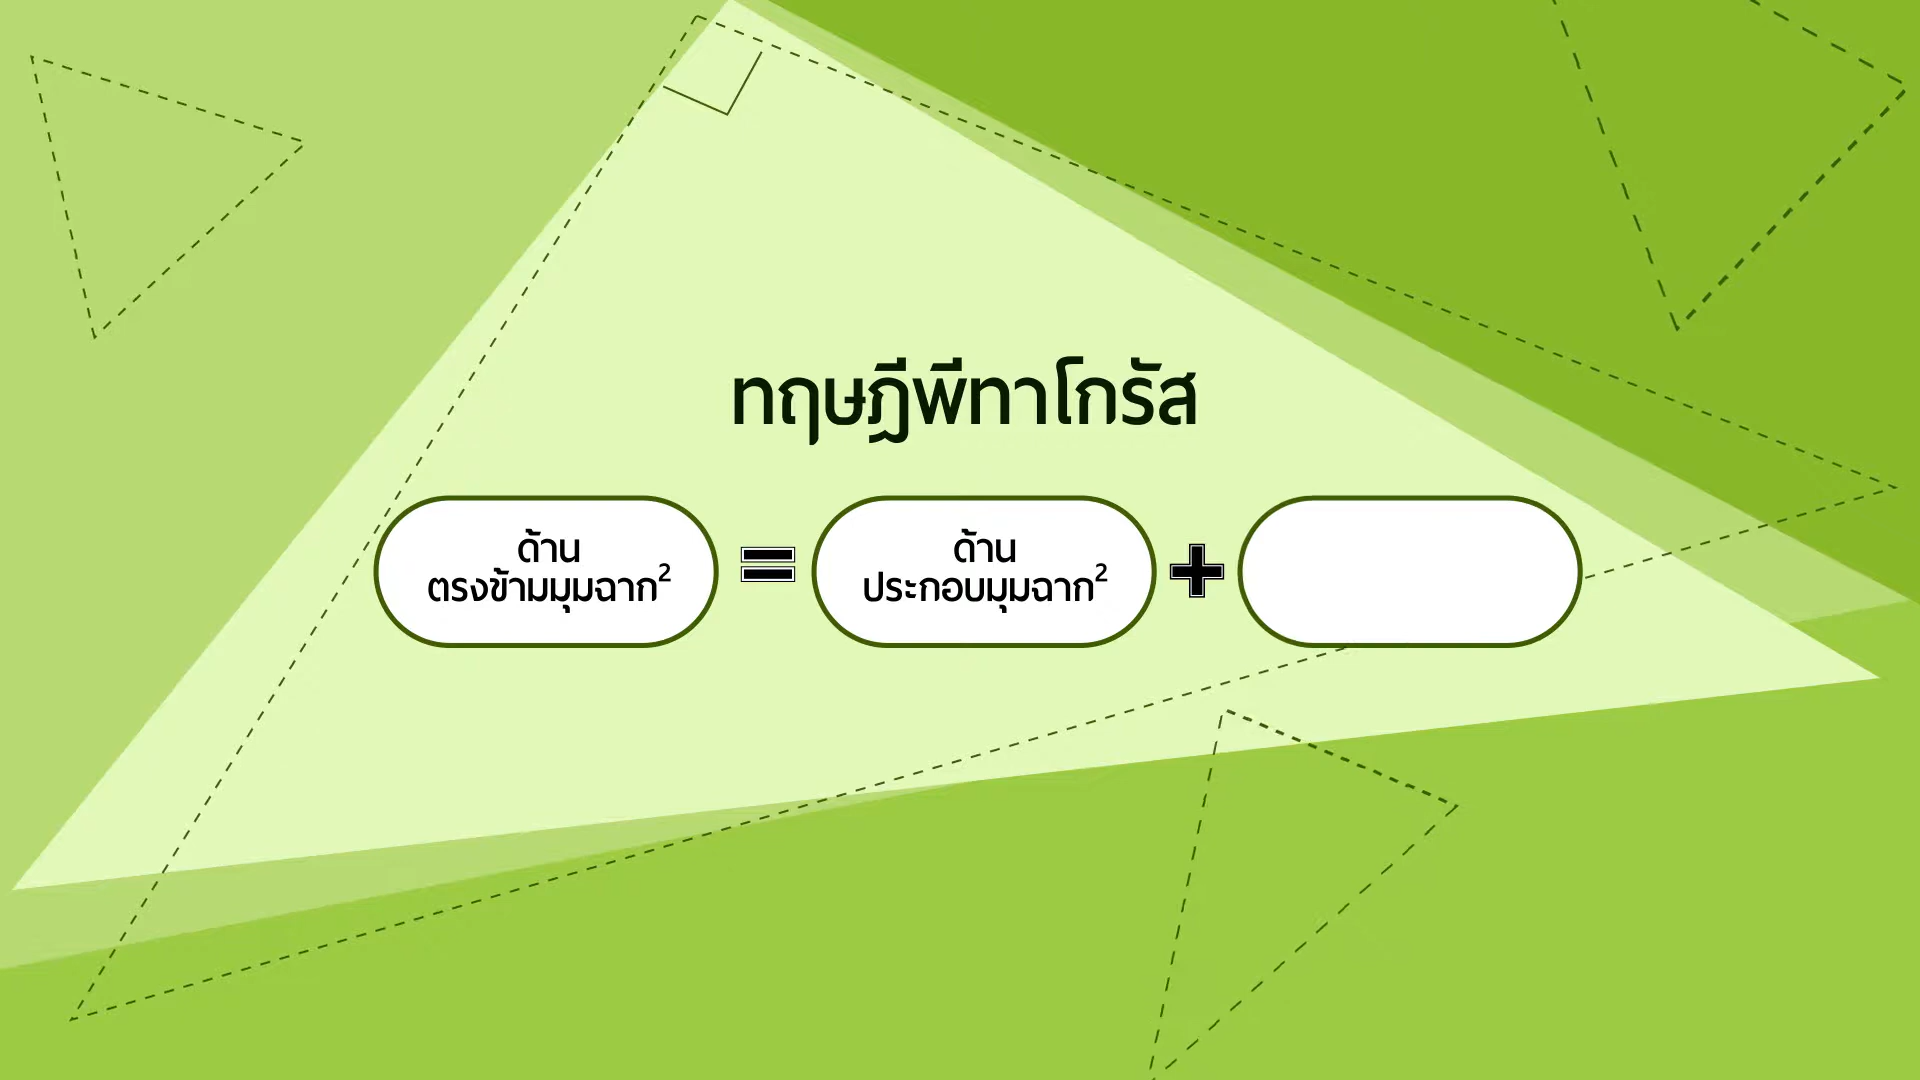 ทฤษฎีพีทาโกรัส
ด้าน
ตรงข้ามมุมฉาก²
=
ด้าน
ประกอบมุมฉาก²
+